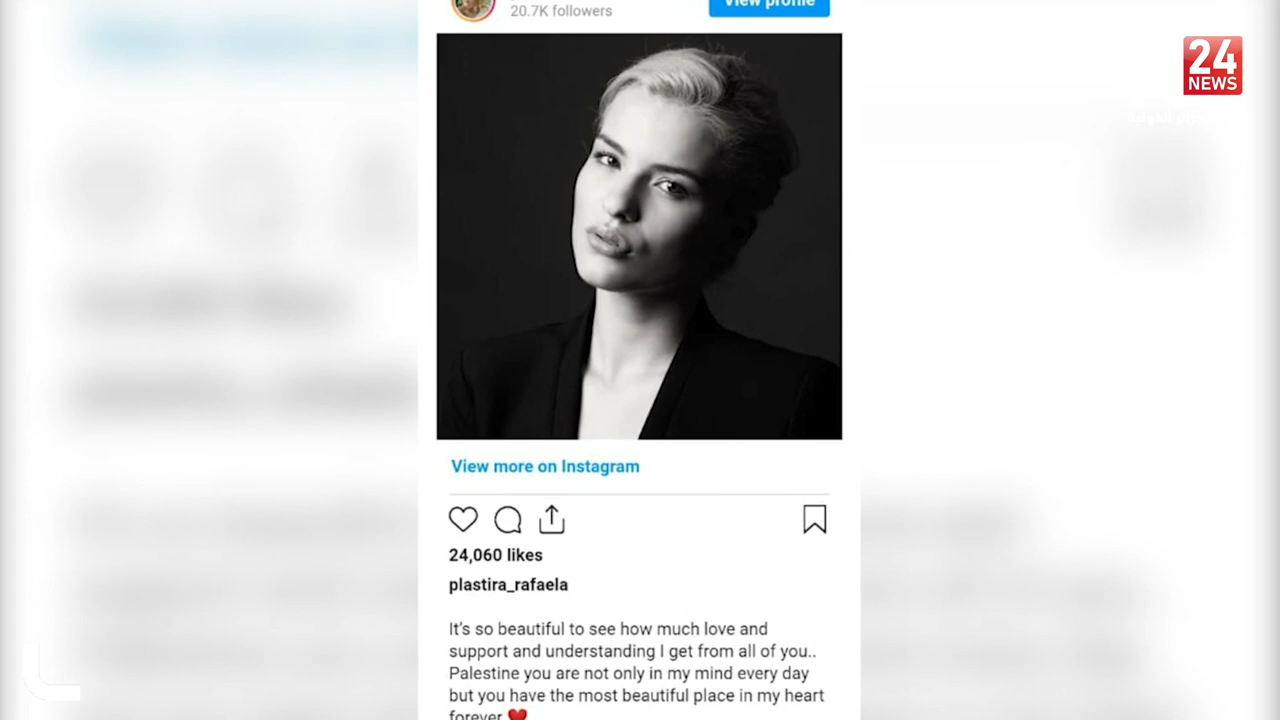 20.7K followers
View profile
24
NEWS
View more on Instagram
24,060 likes
plastira_rafaela
It's so beautiful to see how much love and
support and understanding I get from all of you..
Palestine you are not only in my mind every day
but you have the most beautiful place in my heart
forever ❤️